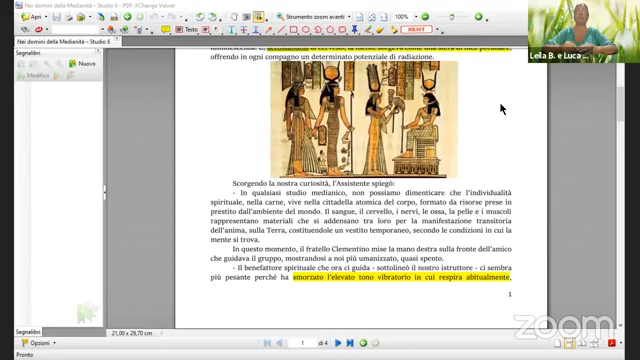 Nei domini della Medianità – Studio 6 - PDF-XChange Viewer
Strumento zoom avanti
100%
Testo
DRAFT
Segnalibri
Nei domini della Medianità – Studio 6
Leila B. e Luca
Nuovo
Modifica
offrendo in ogni compagno un determinato potenziale di radiazione.
Scorgendo la nostra curiosità, l'Assistente spiegò:
- In qualsiasi studio medianico, non possiamo dimenticare che l'individualità
spirituale, nella carne, vive nella cittadella atomica del corpo, formato da risorse prese in
prestito dall'ambiente del mondo. Il sangue, il cervello, i nervi, le ossa, la pelle e i muscoli
rappresentano materiali che si addensano tra loro per la manifestazione transitoria
dell'anima, sulla Terra, costituendole un vestito temporaneo, secondo le condizioni in cui la
mente si trova.
In questo momento, il fratello Clementino mise la mano destra sulla fronte dell'amico
che guidava il gruppo, mostrandosi a noi più umanizzato, quasi spento.
- Il benefattore spirituale che ora ci guida - sottolineò il nostro istruttore - ci sembra
più pesante perché ha smorzato l'elevato tono vibratorio in cui respira abitualmente,
1
Segnalibri
21,00 x 29,70 cm
Opzioni
1
di 4
Pronto
zoom